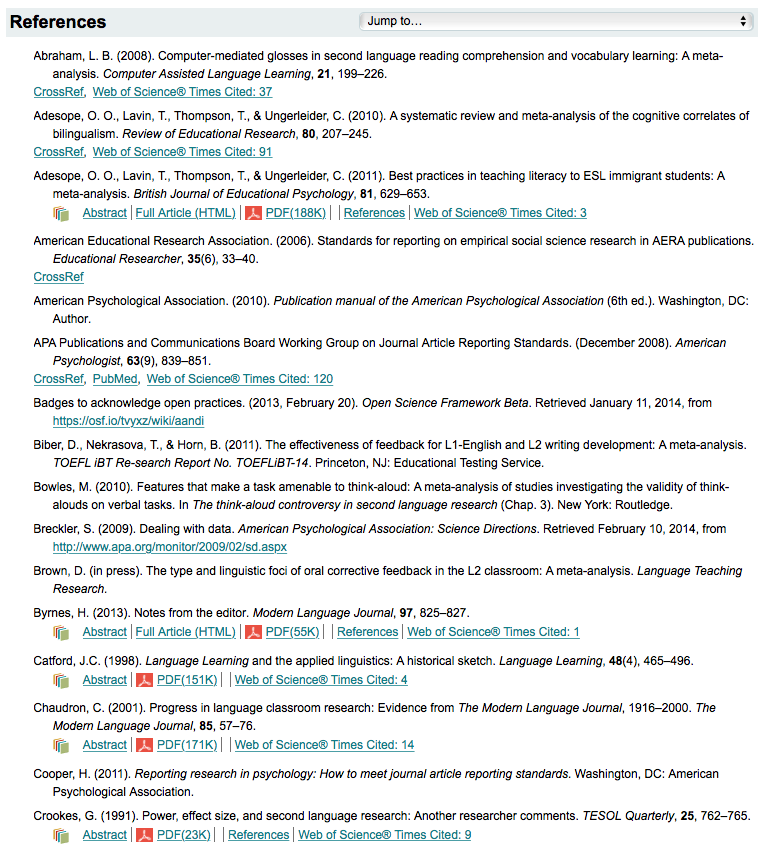 References
Jump to…
Abraham, L. B. (2008). Computer-mediated glosses in second language reading comprehension and vocabulary learning: A meta-
analysis. Computer Assisted Language Learning, 21, 199–226.
CrossRef, Web of Science® Times Cited: 37
Adesope, O. O., Lavin, T., Thompson, T., & Ungerleider, C. (2010). A systematic review and meta-analysis of the cognitive correlates of
bilingualism. Review of Educational Research, 80, 207–245.
CrossRef, Web of Science® Times Cited: 91
Adesope, O. O., Lavin, T., Thompson, T., & Ungerleider, C. (2011). Best practices in teaching literacy to ESL immigrant students: A
meta-analysis. British Journal of Educational Psychology, 81, 629–653.
Abstract | Full Article (HTML) | PDF(188K) | | References | Web of Science® Times Cited: 3
American Educational Research Association. (2006). Standards for reporting on empirical social science research in AERA publications.
Educational Researcher, 35(6), 33–40.
CrossRef
American Psychological Association. (2010). Publication manual of the American Psychological Association (6th ed.). Washington, DC:
Author.
APA Publications and Communications Board Working Group on Journal Article Reporting Standards. (December 2008). American
Psychologist, 63(9), 839–851.
CrossRef, PubMed, Web of Science® Times Cited: 120
Badges to acknowledge open practices. (2013, February 20). Open Science Framework Beta. Retrieved January 11, 2014, from
https://osf.io/tvyxz/wiki/aandi
Biber, D., Nekrasova, T., & Horn, B. (2011). The effectiveness of feedback for L1-English and L2 writing development: A meta-analysis.
TOEFL iBT Re-search Report No. TOEFLiBT-14. Princeton, NJ: Educational Testing Service.
Bowles, M. (2010). Features that make a task amenable to think-aloud: A meta-analysis of studies investigating the validity of think-
alouds on verbal tasks. In The think-aloud controversy in second language research (Chap. 3). New York: Routledge.
Breckler, S. (2009). Dealing with data. American Psychological Association: Science Directions. Retrieved February 10, 2014, from
http://www.apa.org/monitor/2009/02/sd.aspx
Brown, D. (in press). The type and linguistic foci of oral corrective feedback in the L2 classroom: A meta-analysis. Language Teaching
Research.
Byrnes, H. (2013). Notes from the editor. Modern Language Journal, 97, 825–827.
Abstract | Full Article (HTML) | PDF(55K) | | References | Web of Science® Times Cited: 1
Catford, J.C. (1998). Language Learning and the applied linguistics: A historical sketch. Language Learning, 48(4), 465–496.
Abstract | PDF(151K) | | Web of Science® Times Cited: 4
Chaudron, C. (2001). Progress in language classroom research: Evidence from The Modern Language Journal, 1916–2000. The
Modern Language Journal, 85, 57–76.
Abstract | PDF(171K) | | Web of Science® Times Cited: 14
Cooper, H. (2011). Reporting research in psychology: How to meet journal article reporting standards. Washington, DC: American
Psychological Association.
Crookes, G. (1991). Power, effect size, and second language research: Another researcher comments. TESOL Quarterly, 25, 762–765.
Abstract | PDF(23K) | | References | Web of Science® Times Cited: 9